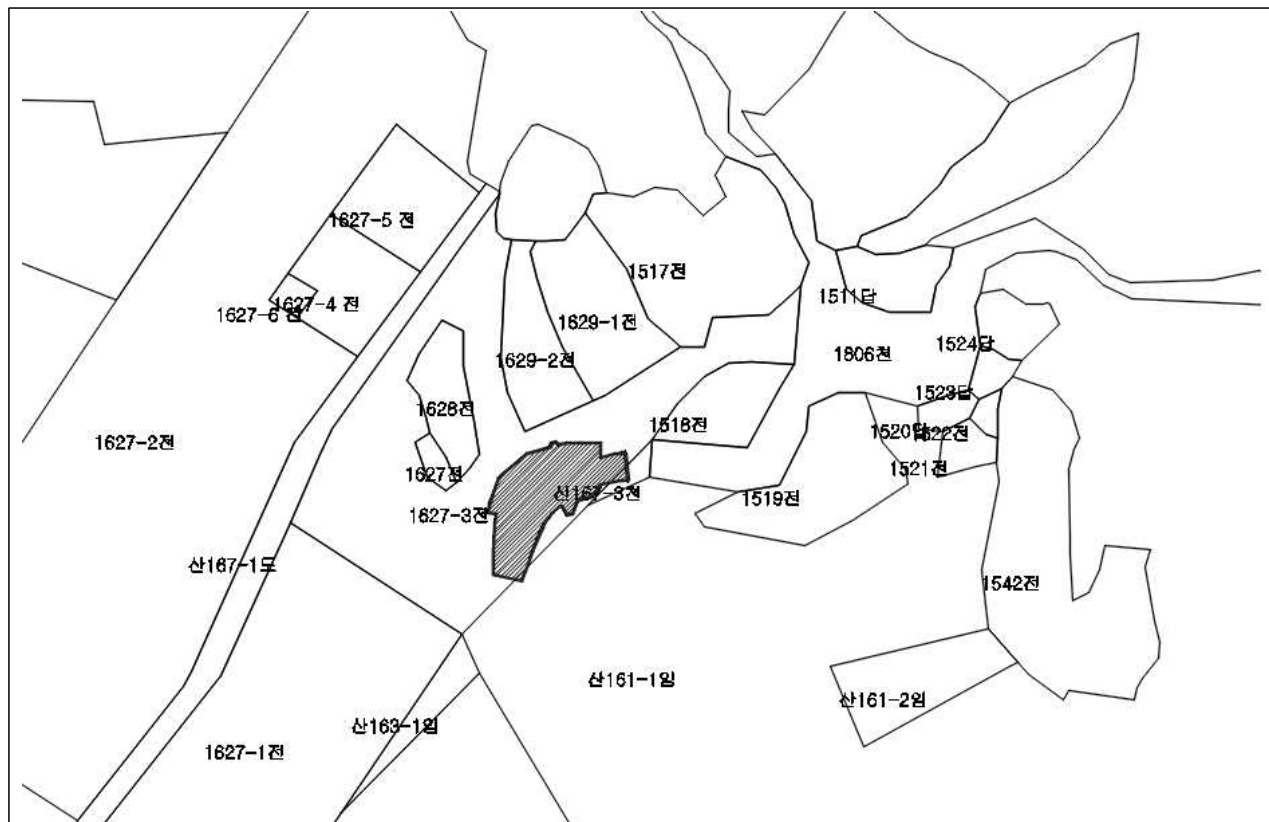 1627-5 전
1517전
1511답
1627-4 전
1627-6 전
1629-1전
1524답
1806전
1629-2전
1523답
1628전
1518전
1520답
1522전
1627-2전
1521전
1627전
산167-3전
1519전
1627-3전
산167-1도
1542전
산161-1임
산161-2임
산163-1임
1627-1전